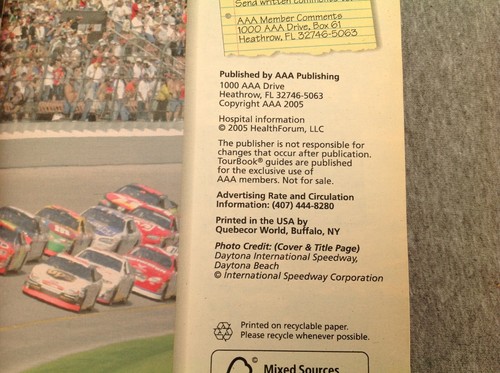 Send written comments to:
AAA Member Comments
1000 AAA Drive, Box 61
Heathrow, FL 32746-5063
Published by AAA Publishing
1000 AAA Drive
Heathrow, FL 32746-5063
Copyright AAA 2005
Hospital information
© 2005 HealthForum, LLC
The publisher is not responsible for
changes that occur after publication.
TourBook® guides are published
for the exclusive use of
AAA members. Not for sale.
Advertising Rate and Circulation
Information: (407) 444-8280
Printed in the USA by
Quebecor World, Buffalo, NY
Photo Credit: (Cover & Title Page)
Daytona International Speedway,
Daytona Beach
© International Speedway Corporation
Printed on recyclable paper.
Please recycle whenever possible.
©
Mixed Sources